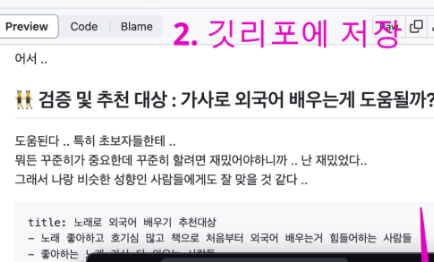 Preview Code Blame Raw
2. 깃리포에 저장
어서 ..
👯 검증 및 추천 대상 : 가사로 외국어 배우는게 도움될까?
도움된다 .. 특히 초보자들한테 ..
뭐든 꾸준히가 중요한데 꾸준히 할려면 재밌어야하니까 .. 난 재밌었다..
그래서 나랑 비슷한 성향인 사람들에게도 잘 맞을 것 같다 ..
title: 노래로 외국어 배우기 추천대상
- 노래 좋아하고 호기심 많고 책으로 처음부터 외국어 배우는거 힘들어하는 사람들
- 좋아하는